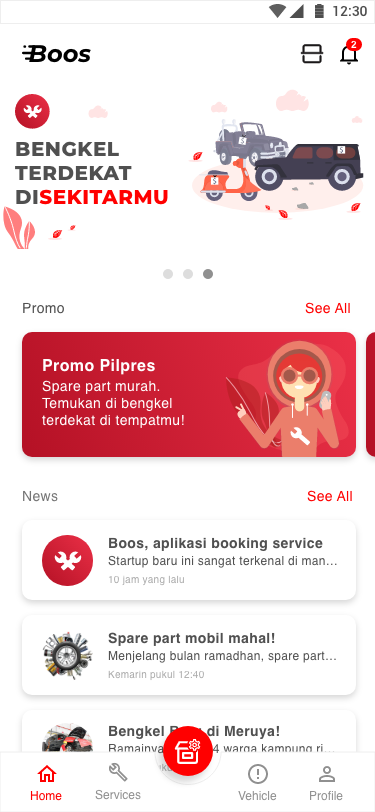 12:30
Boos
2
BENGKEL
TERDEKAT
DISEKITARMU
Promo
See All
Promo Pilpres
Spare part murah.
Temukan di bengkel
terdekat di tempatmu!
News
See All
Boos, aplikasi booking service
Startup baru ini sangat terkenal di man…
10 jam yang lalu
Spare part mobil mahal!
Menjelang bulan ramadhan, spare part…
Kemarin pukul 12:40
Bengkel di Meruya!
4 warga kampung ri…
Home
Services
Vehicle
Profile